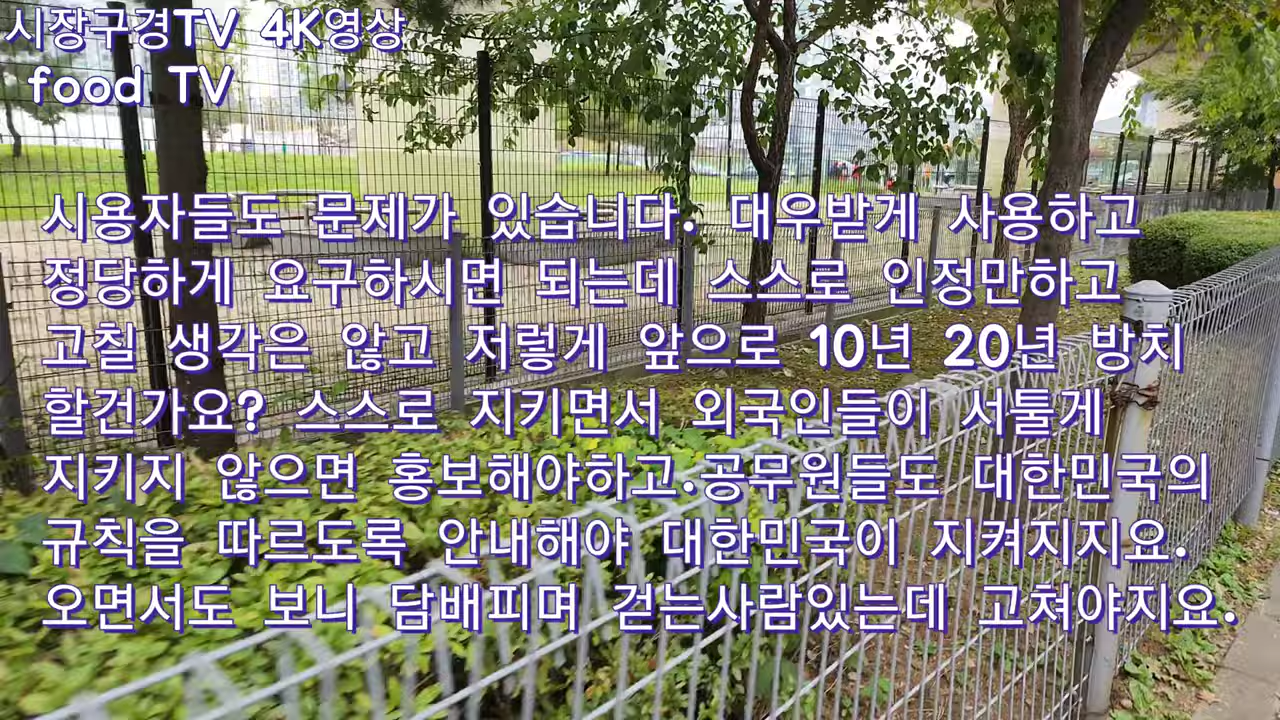 시장구경TV 4K영상
food TV
시용자들도 문제가 있습니다. 대우받게 사용하고
정당하게 요구하시면 되는데 스스로 인정만하고
고칠 생각은 않고 저렇게 앞으로 10년 20년 방치
할건가요? 스스로 지키면서 외국인들이 서툴게
지키지 않으면 홍보해야하고.공무원들도 대한민국의
규칙을 따르도록 안내해야 대한민국이 지켜지지요.
오면서도 보니 담배피며 걷는사람있는데 고쳐야지요.